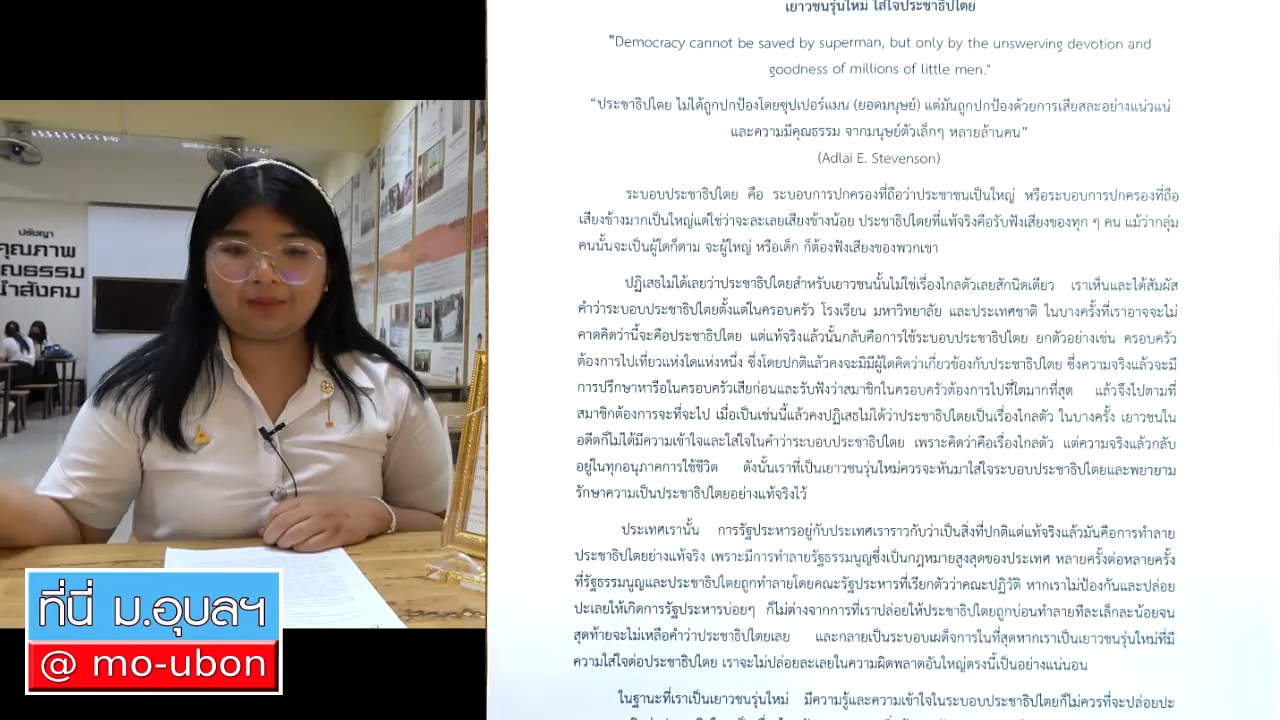 ปรัชญา
คุณภาพ
คุณธรรม
นำสังคม
ที่นี่ ม.อุบลฯ
@ mo-ubon
เยาวชนรุ่นใหม่ ใส่ใจประชาธิปไตย
"Democracy cannot be saved by superman, but only by the unswerving devotion and
goodness of millions of little men."
“ประชาธิปไตย ไม่ได้ถูกปกป้องโดยซุปเปอร์แมน (ยอดมนุษย์) แต่มันถูกปกป้องด้วยการเสียสละอย่างแน่วแน่
และความมีคุณธรรม จากมนุษย์ตัวเล็กๆ หลายล้านคน”
(Adlai E. Stevenson)
ระบอบประชาธิปไตย คือ ระบอบการปกครองที่ถือว่าประชาชนเป็นใหญ่ หรือระบอบการปกครองที่ถือ
เสียงข้างมากเป็นใหญ่แต่ใช่ว่าจะละเลยเสียงข้างน้อย ประชาธิปไตยที่แท้จริงคือรับฟังเสียงของทุก ๆ คน แม้ว่ากลุ่ม
คนนั้นจะเป็นผู้ใดก็ตาม จะผู้ใหญ่ หรือเด็ก ก็ต้องฟังเสียงของพวกเขา
ปฏิเสธไม่ได้เลยว่าประชาธิปไตยสำหรับเยาวชนนั้นไม่ใช่เรื่องไกลตัวเลยสักนิดเดียว เราเห็นและได้สัมผัส
คำว่าระบอบประชาธิปไตยตั้งแต่ในครอบครัว โรงเรียน มหาวิทยาลัย และประเทศชาติ ในบางครั้งที่เราอาจจะไม่
คาดคิดว่านี้จะคือประชาธิปไตย แต่แท้จริงแล้วนั้นกลับคือการใช้ระบอบประชาธิปไตย ยกตัวอย่างเช่น ครอบครัว
ต้องการไปเที่ยวแห่งใดแห่งหนึ่ง ซึ่งโดยปกติแล้วคงจะมิมีผู้ใดคิดว่าเกี่ยวข้องกับประชาธิปไตย ซึ่งความจริงแล้วจะมี
การปรึกษาหารือในครอบครัวเสียก่อนและรับฟังว่าสมาชิกในครอบครัวต้องการไปที่ใดมากที่สุด แล้วจึงไปตามที่
สมาชิกต้องการจะที่จะไป เมื่อเป็นเช่นนี้แล้วคงปฏิเสธไม่ได้ว่าประชาธิปไตยเป็นเรื่องไกลตัว ในบางครั้ง เยาวชนใน
อดีตก็ไม่ได้มีความเข้าใจและใส่ใจในคำว่าระบอบประชาธิปไตย เพราะคิดว่าคือเรื่องไกลตัว แต่ความจริงแล้วกลับ
อยู่ในทุกอนุภาคการใช้ชีวิต ดังนั้นเราที่เป็นเยาวชนรุ่นใหม่ควรจะหันมาใส่ใจระบอบประชาธิปไตยและพยายาม
รักษาความเป็นประชาธิปไตยอย่างแท้จริงไว้
ประเทศเรานั้น การรัฐประหารอยู่กับประเทศเราราวกับว่าเป็นสิ่งที่ปกติแต่แท้จริงแล้วมันคือการทำลาย
ประชาธิปไตยย่างแท้จริง เพราะมีการทำลายรัฐธรรมนูญซึ่งเป็นกฎหมายสูงสุดของประเทศ หลายครั้งต่อหลายครั้ง
ที่รัฐธรรมนูญและประชาธิปไตยถูกทำลายโดยคณะรัฐประหารที่เรียกตัวว่าคณะปฏิวัติ หากเราไม่ป้องกันและปล่อย
ปะเลยให้เกิดการรัฐประหารบ่อยๆ ก็ไม่ต่างจากการที่เราปล่อยให้ประชาธิปไตยถูกบ่อนทำลายทีละเล็กละน้อยจน
สุดท้ายจะไม่เหลือคำว่าประชาธิปไตยเลย และกลายเป็นระบอบเผด็จการในที่สุดหากเราเป็นเยาวชนรุ่นใหม่ที่มี
ความใส่ใจต่อประชาธิปไตย เราจะไม่ปล่อยละเลยในความผิดพลาดอันใหญ่ตรงนี้เป็นอย่างแน่นอน
ในฐานะที่เราเป็นเยาวชนรุ่นใหม่ มีความรู้และความเข้าใจในระบอบประชาธิปไตยก็ไม่ควรที่จะปล่อยปะ